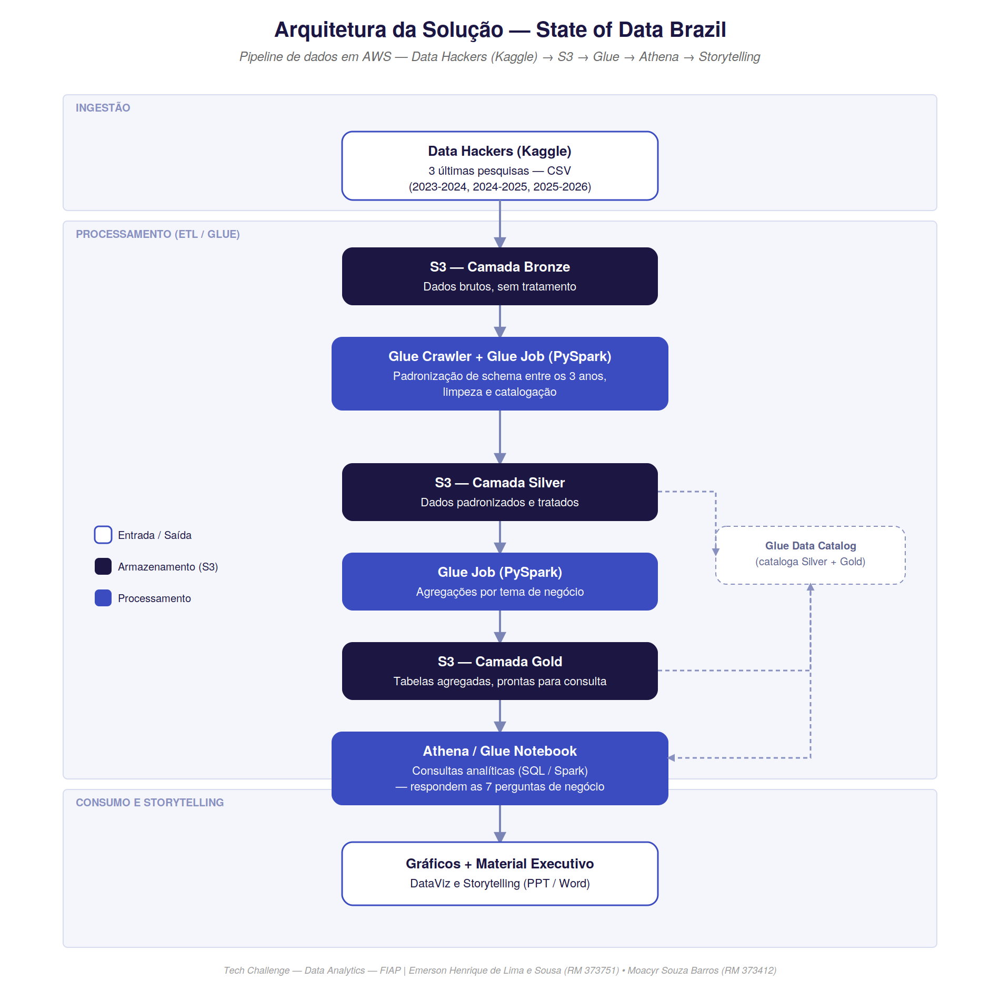 Arquitetura da Solução — State of Data Brazil
Pipeline de dados em AWS — Data Hackers (Kaggle) → S3 → Glue → Athena → Storytelling
INGESTÃO
Data Hackers (Kaggle)
3 últimas pesquisas — CSV
(2023-2024, 2024-2025, 2025-2026)
PROCESSAMENTO (ETL / GLUE)
S3 — Camada Bronze
Dados brutos, sem tratamento
Glue Crawler + Glue Job (PySpark)
Padronização de schema entre os 3 anos,
limpeza e catalogação
S3 — Camada Silver
Dados padronizados e tratados
Entrada / Saída
Armazenamento (S3)
Processamento
Glue Data Catalog
(cataloga Silver + Gold)
Glue Job (PySpark)
Agregações por tema de negócio
S3 — Camada Gold
Tabelas agregadas, prontas para consulta
Athena / Glue Notebook
Consultas analíticas (SQL / Spark)
— respondem as 7 perguntas de negócio
CONSUMO E STORYTELLING
Gráficos + Material Executivo
DataViz e Storytelling (PPT / Word)
Tech Challenge — Data Analytics — FIAP | Emerson Henrique de Lima e Sousa (RM 373751) • Moacyr Souza Barros (RM 373412)